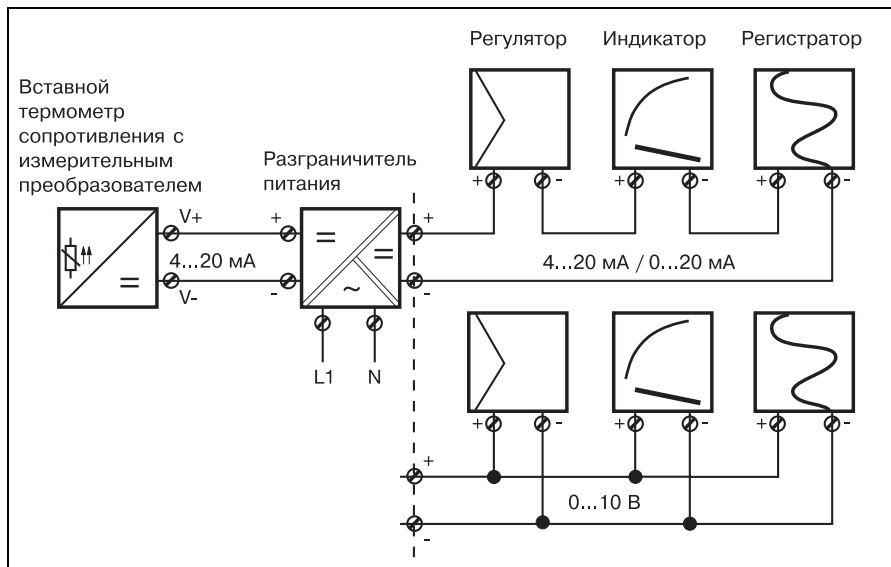 Регулятор
Индикатор
Регистратор
Вставной
термометр
сопротивления с
измерительным
преобразователем
Разграничитель
питания
+ - + - + -
V+ + +
4...20 мА
4...20 мА / 0...20 мА
V- - -
L1 N
+ - + - + -
+
0...10 В
-